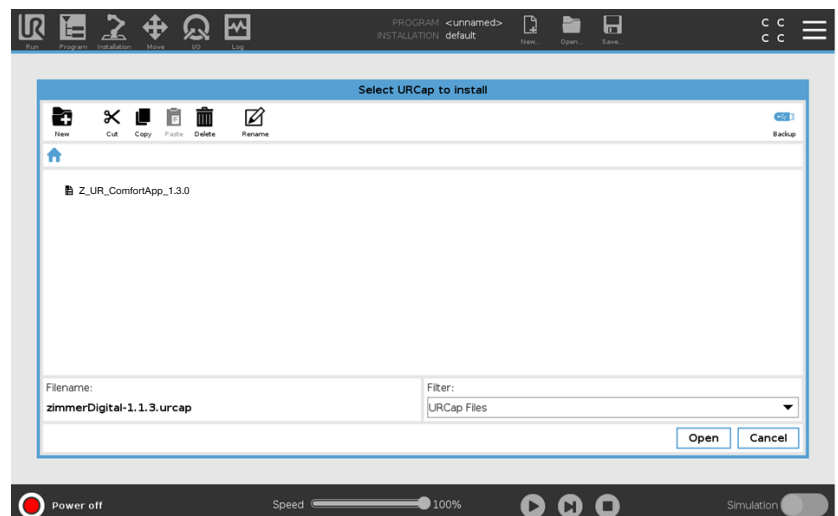 PROGRAM <unnamed>
INSTALLATION default
UR
Run Program Installation Move I/O Log
New... Open... Save...
C C
C C
Select URCap to install
New Cut Copy Paste Delete Rename
Backup
Z_UR_ComfortApp_1.3.0
Filename:
zimmerDigital-1.1.3.urcap
Filter:
URCap Files
Open Cancel
Power off
Speed 100%
Simulation